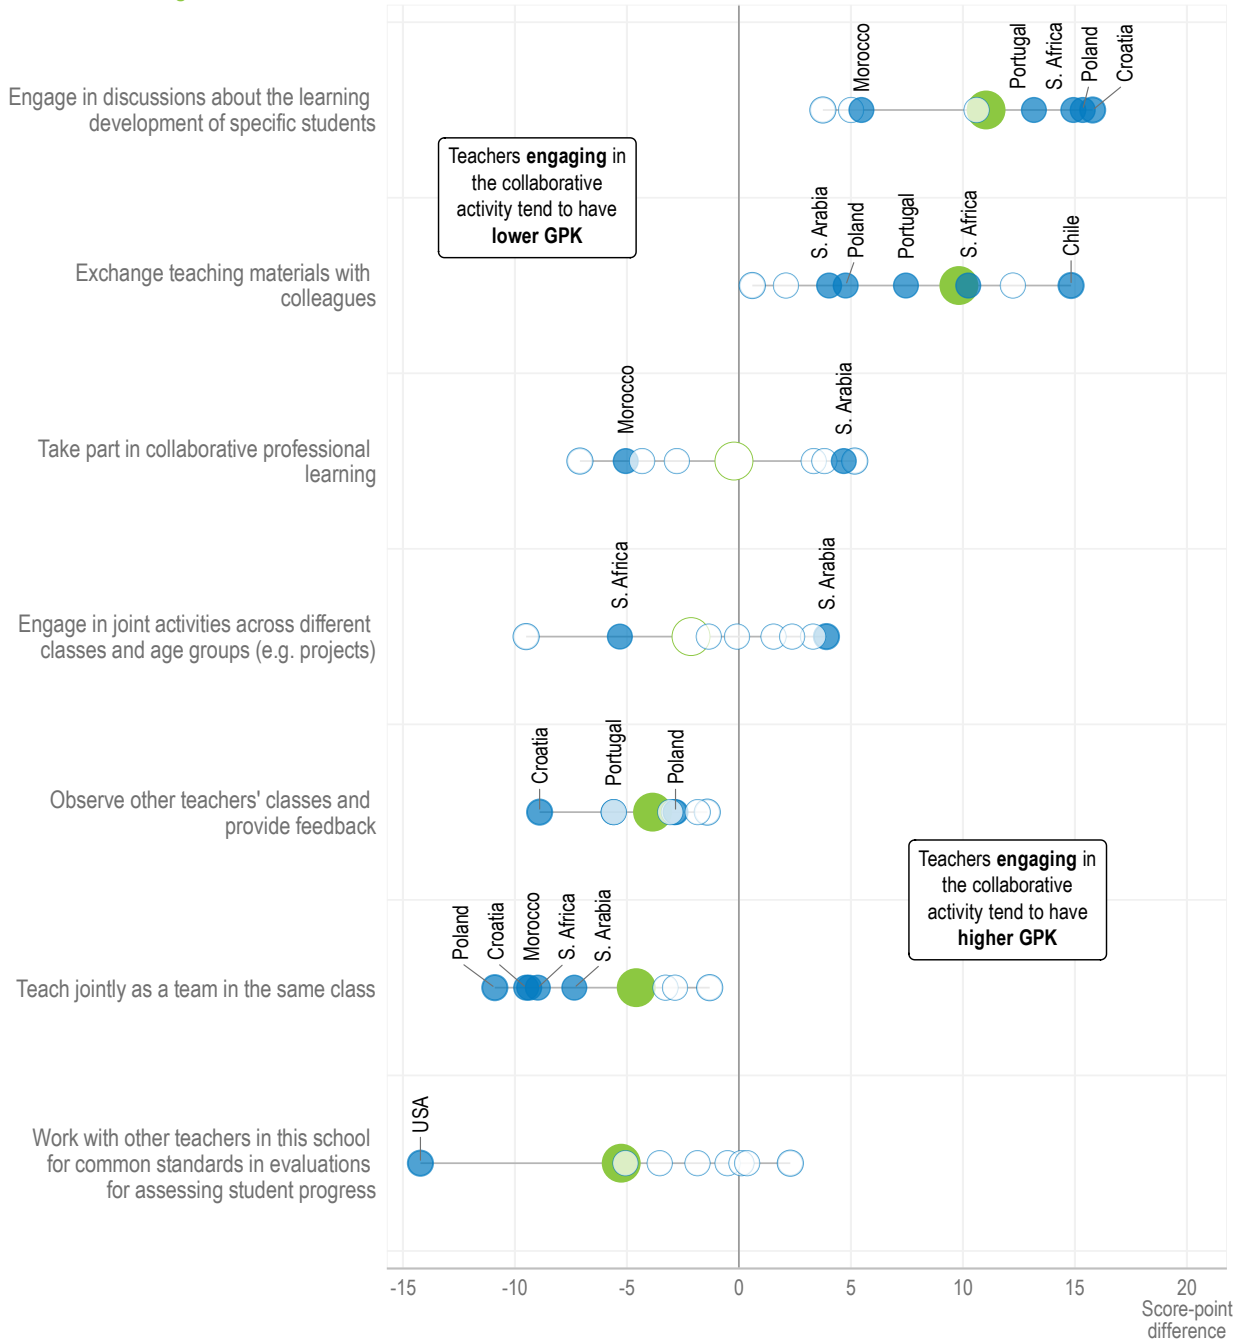 Morocco
Portugal
S. Africa
Poland
Croatia
Engage in discussions about the learning
development of specific students
Teachers engaging in
the collaborative
activity tend to have
lower GPK
S. Arabia
Poland
Portugal
S. Africa
Chile
Exchange teaching materials with
colleagues
Morocco
S. Arabia
Take part in collaborative professional
learning
S. Africa
S. Arabia
Engage in joint activities across different
classes and age groups (e.g. projects)
Croatia
Portugal
Poland
Observe other teachers' classes and
provide feedback
Teachers engaging in
the collaborative
activity tend to have
higher GPK
Poland
Croatia
Morocco
S. Africa
S. Arabia
Teach jointly as a team in the same class
USA
Work with other teachers in this school
for common standards in evaluations
for assessing student progress
-15 -10 -5 0 5 10 15 20
Score-point
difference